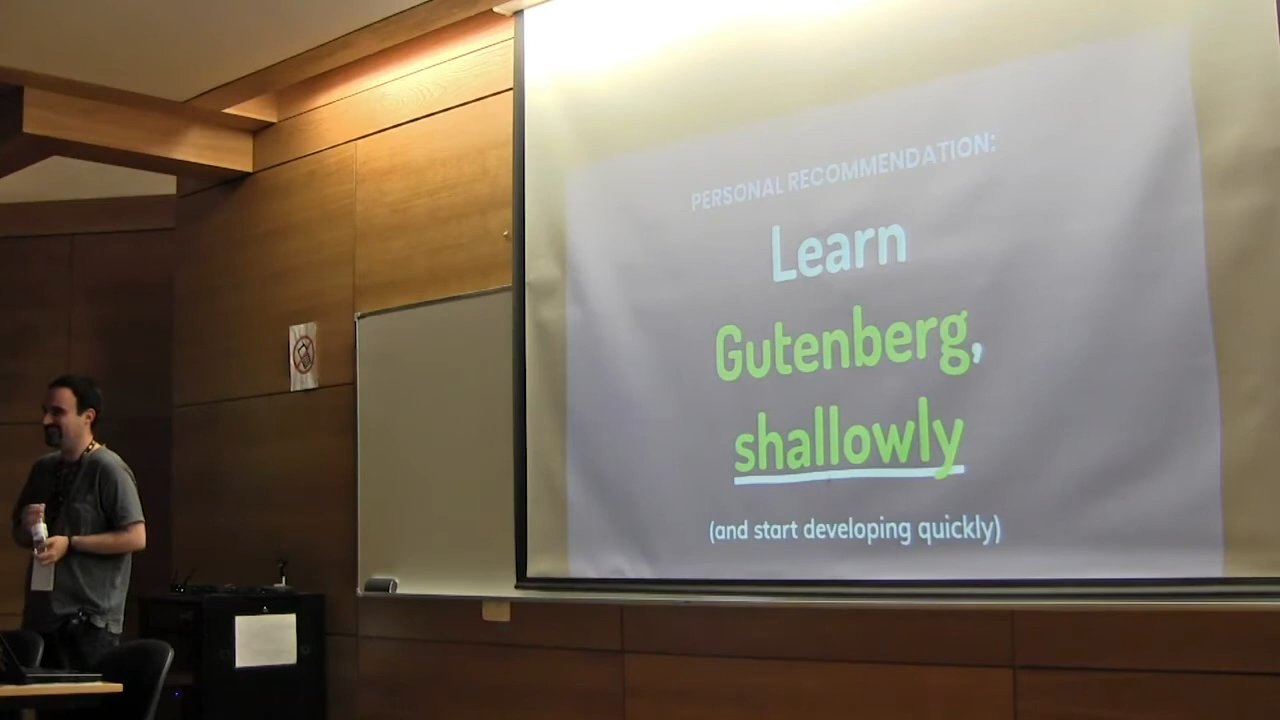 PERSONAL RECOMMENDATION:
Learn
Gutenberg,
shallowly
(and start developing quickly)